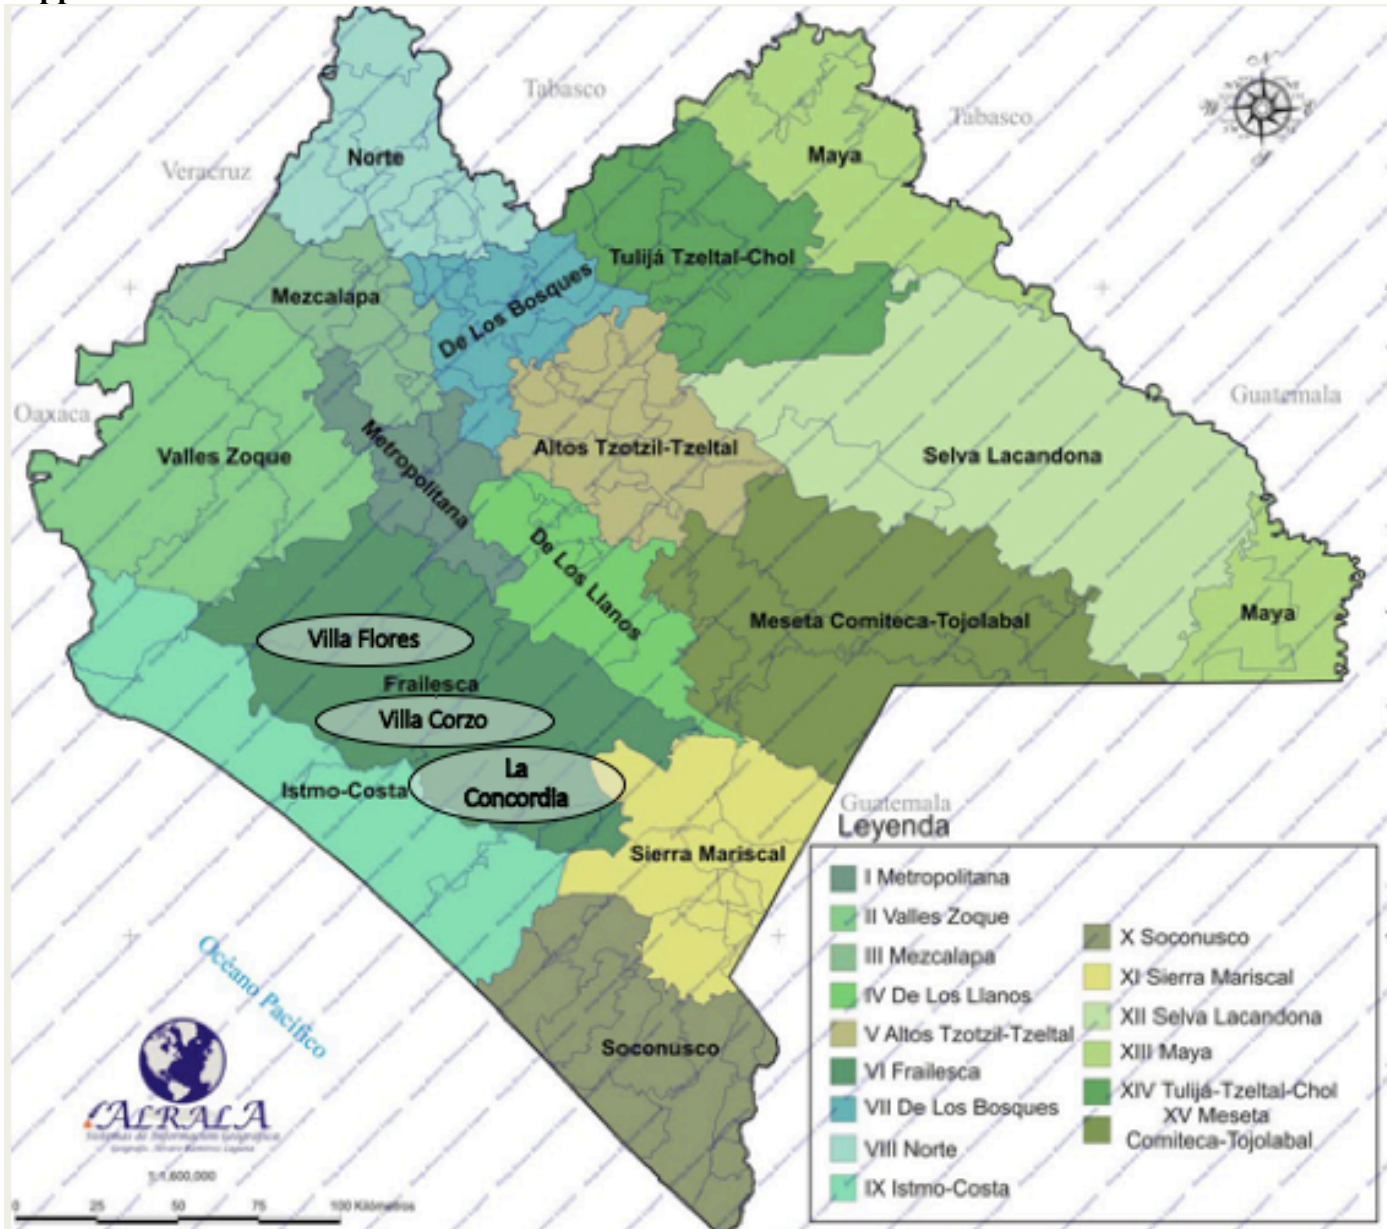 Tabasco
Tabasco
Veracruz
Norte
Maya
Tulijá Tzeltal-Chol
Mezcalapa
De Los Bosques
Oaxaca
Guatemala
Metropolitana
Altos Tzotzil-Tzeltal
Valles Zoque
Selva Lacandona
De Los Llanos
Meseta Comiteca-Tojolabal
Maya
Villa Flores
Frailesca
Villa Corzo
La
Concordia
Istmo-Costa
Guatemala
Sierra Mariscal
Soconusco
Océano Pacífico
Leyenda
I Metropolitana
II Valles Zoque
III Mezcalapa
IV De Los Llanos
V Altos Tzotzil-Tzeltal
VI Frailesca
VII De Los Bosques
VIII Norte
IX Istmo-Costa
X Soconusco
XI Sierra Mariscal
XII Selva Lacandona
XIII Maya
XIV Tulijá-Tzeltal-Chol
XV Meseta
Comiteca-Tojolabal
ALRALA
Sistemas de Información Geográfica
1:1,600,000
0 25 50 75 100 Kilómetros